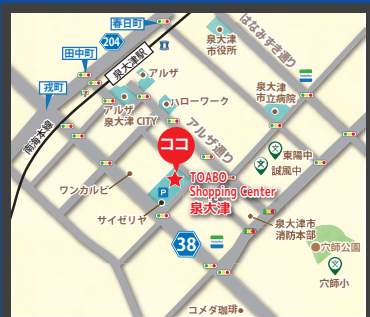 春日町
204
田中町
戎町
泉大津駅
南海本線
はなみずき通り
泉大津
市役所
アルザ
ハローワーク
アルザ
泉大津 CITY
泉大津
市立病院
アルザ通り
ココ
東陽中
誠風中
TOABO
Shopping Center
泉大津
ワンカルビ
P
サイゼリヤ
38
泉大津市
消防本部
穴師公園
穴師小
コメダ珈琲